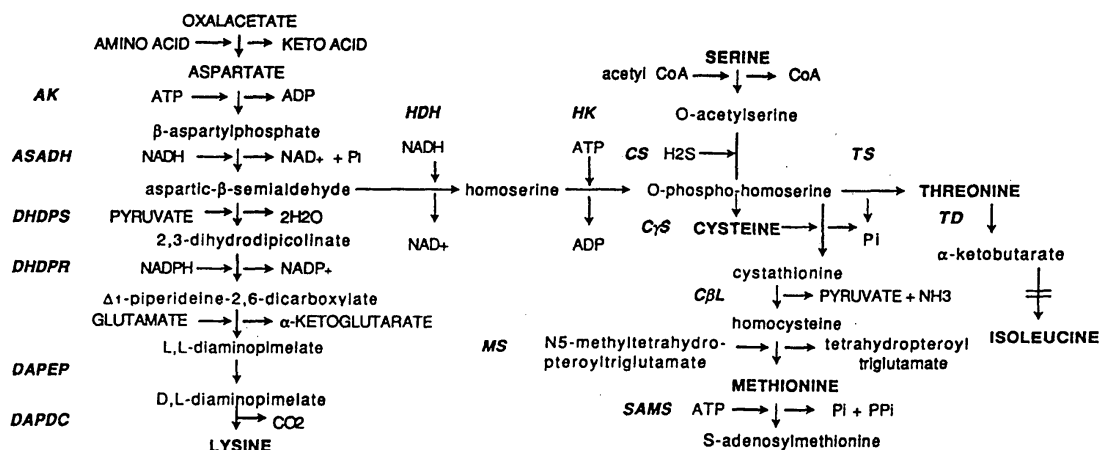 OXALACETATE
AMINO ACID KETO ACID
ASPARTATE
AK ATP ADP
β-aspartylphosphate
ASADH NADH NAD+ + Pi
aspartic-β-semialdehyde
DHDPS PYRUVATE 2H2O
2,3-dihydrodipicolinate
DHDPR NADPH NADP+
Δ1-piperideine-2,6-dicarboxylate
GLUTAMATE α-KETOGLUTARATE
L,L-diaminopimelate
DAPEP
D,L-diaminopimelate
DAPDC CO2
LYSINE
HDH
NADH
NAD+
homoserine
HK
ATP
ADP
SERINE
acetyl CoA CoA
O-acetylserine
CS H2S
O-phospho-homoserine
TS
THREONINE
CγS CYSTEINE Pi
TD
α-ketobutarate
ISOLEUCINE
cystathionine
CβL PYRUVATE + NH3
homocysteine
MS N5-methyltetrahydro- tetrahydropteroyl
pteroyltriglutamate triglutamate
METHIONINE
SAMS ATP Pi + PPi
S-adenosylmethionine